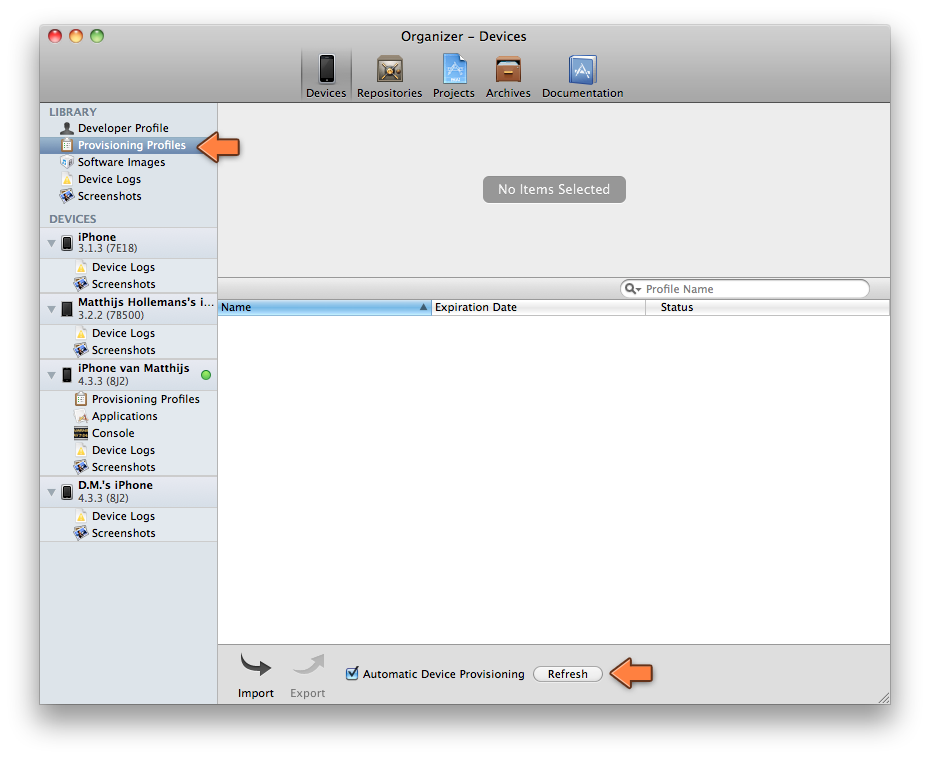 Organizer – Devices
Devices
Repositories
Projects
Archives
Documentation
LIBRARY
Developer Profile
Provisioning Profiles
Software Images
Device Logs
Screenshots
DEVICES
iPhone
3.1.3 (7E18)
Device Logs
Screenshots
Matthijs Hollemans's i...
3.2.2 (7B500)
Device Logs
Screenshots
iPhone van Matthijs
4.3.3 (8J2)
Provisioning Profiles
Applications
Console
Device Logs
Screenshots
D.M.'s iPhone
4.3.3 (8J2)
Device Logs
Screenshots
No Items Selected
Profile Name
Name
Expiration Date
Status
Import
Export
Automatic Device Provisioning
Refresh